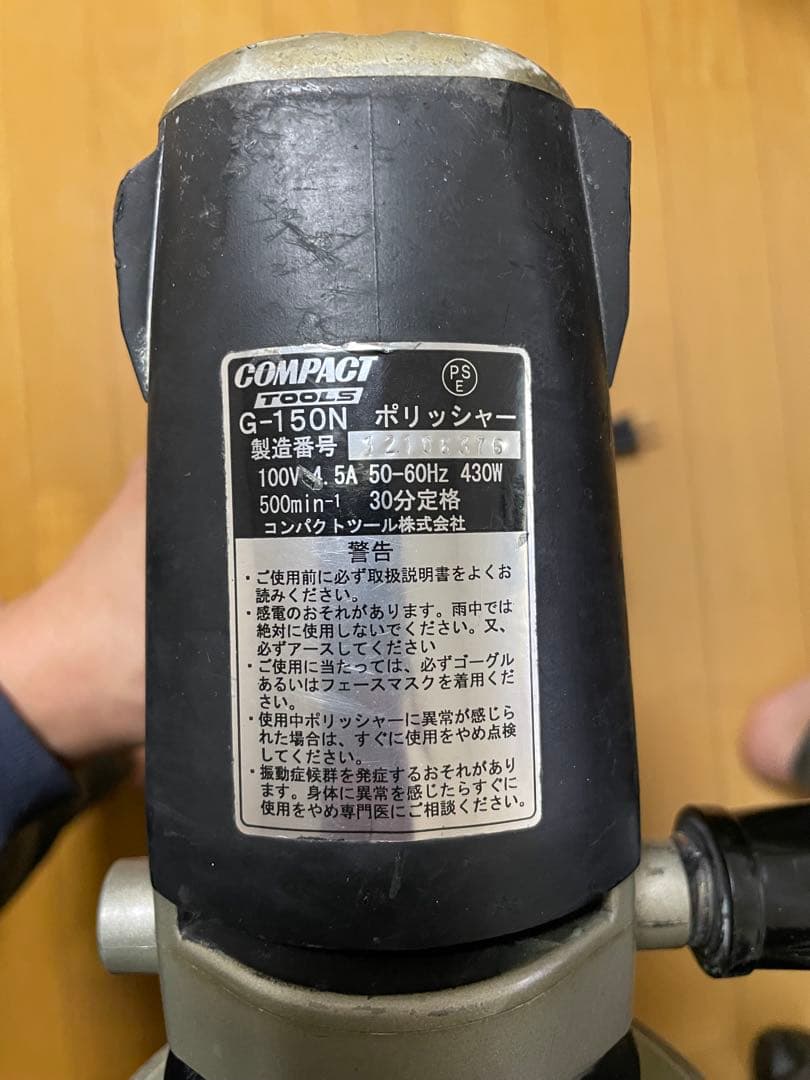 COMPACT
TOOLS
PS
E
G-150N ポリッシャー
製造番号
100V 4.5A 50-60Hz 430W
500min-1 30分定格
コンパクトツール株式会社
警告
・ご使用前に必ず取扱説明書をよくお
読みください。
・感電のおそれがあります。雨中では
絶対に使用しないでください。又、
必ずアースしてください
・ご使用に当たっては、必ずゴーグル
あるいはフェースマスクを着用くだ
さい。
・使用中ポリッシャーに異常が感じら
れた場合は、すぐに使用をやめ点検
してください。
・振動症候群を発症するおそれがあり
ます。身体に異常を感じたらすぐに
使用をやめ専門医にご相談ください。